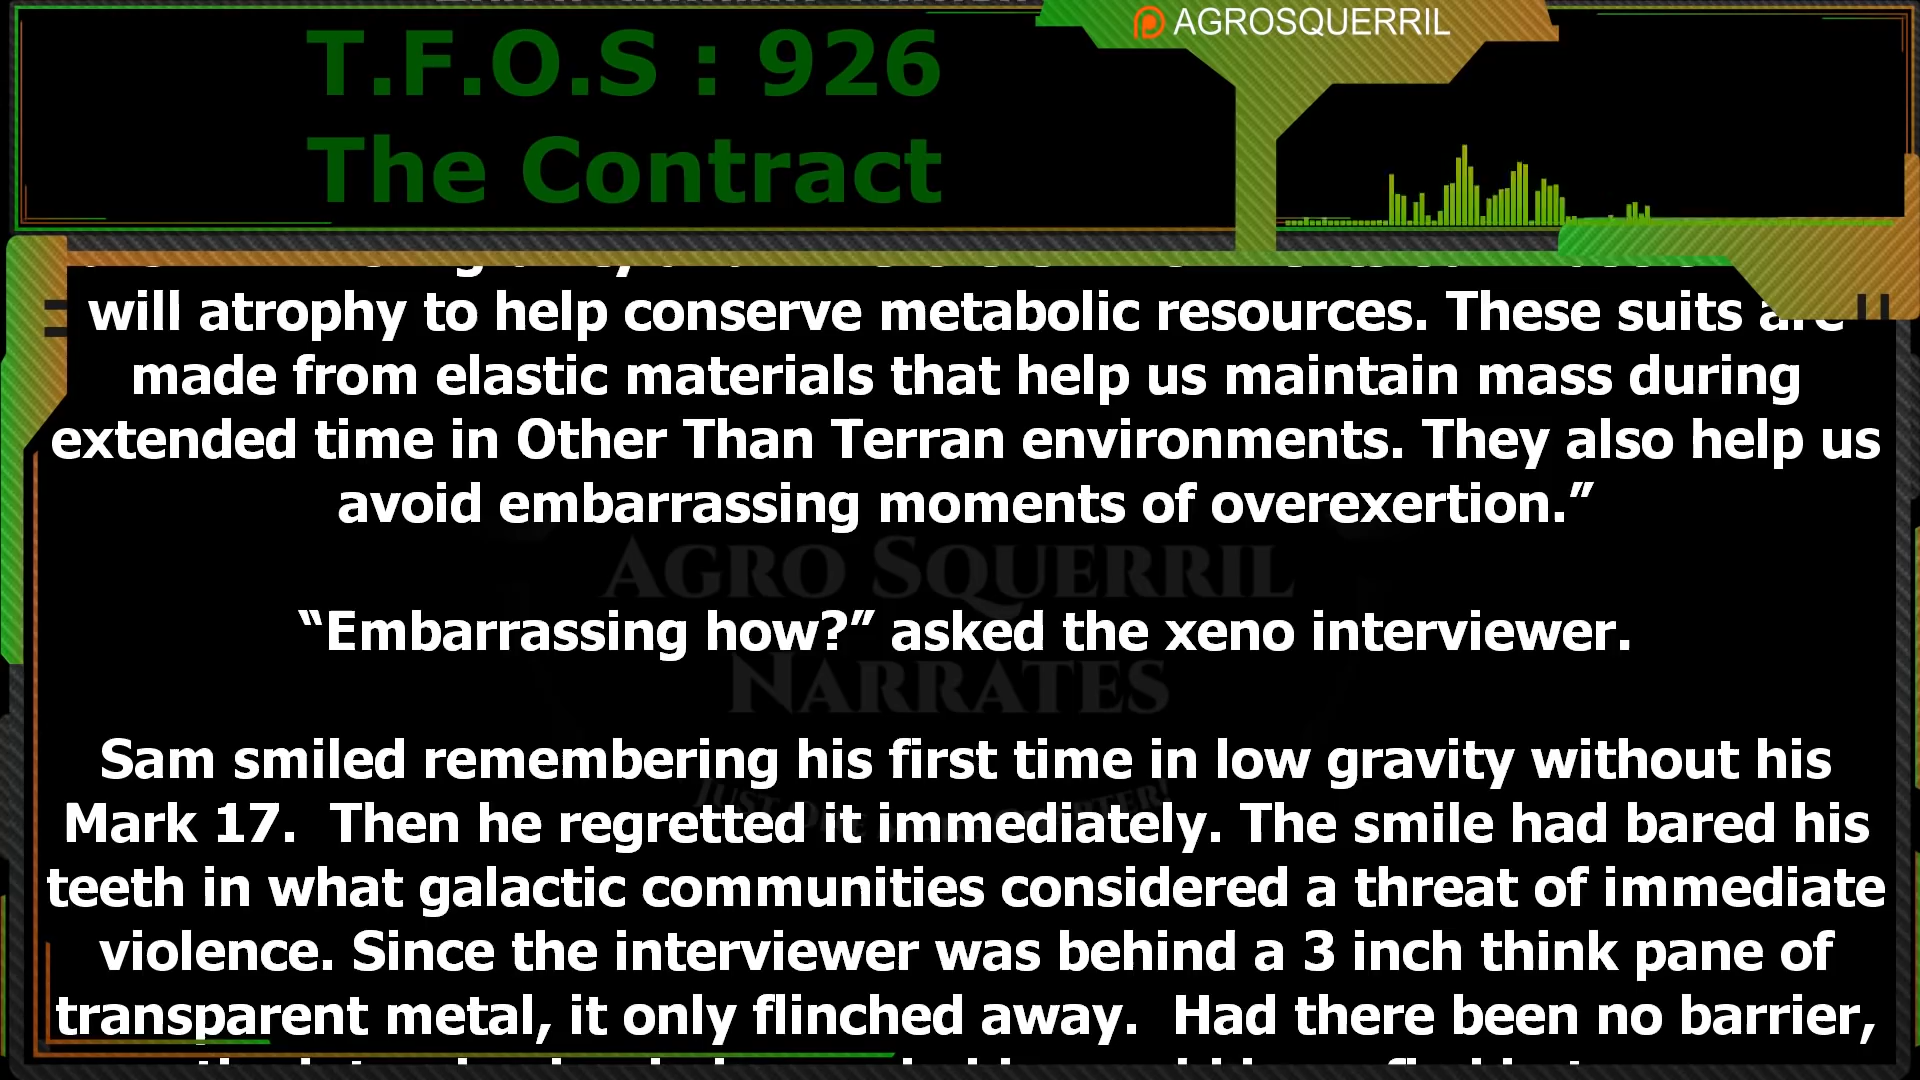 AGROSQUERRIL
T.F.O.S : 926
The Contract
will atrophy to help conserve metabolic resources. These suits are
made from elastic materials that help us maintain mass during
extended time in Other Than Terran environments. They also help us
avoid embarrassing moments of overexertion.”
AGRO SQUERRIL
“Embarrassing how?” asked the xeno interviewer.
NARRATES
Sam smiled remembering his first time in low gravity without his
Mark 17.  Then he regretted it immediately. The smile had bared his
teeth in what galactic communities considered a threat of immediate
violence. Since the interviewer was behind a 3 inch think pane of
transparent metal, it only flinched away.  Had there been no barrier,